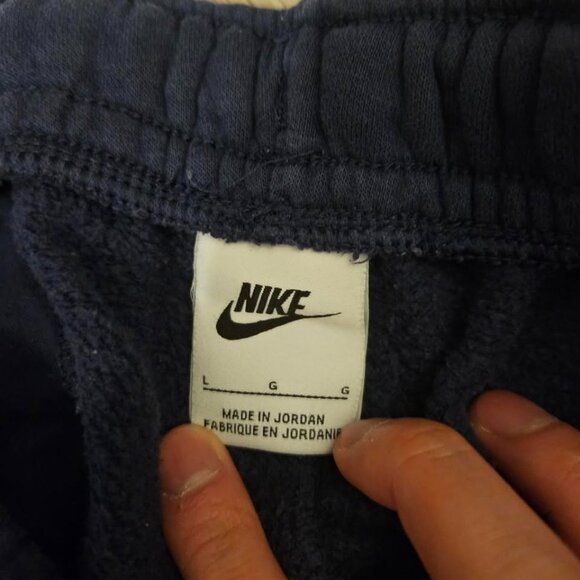 NIKE
L G G
MADE IN JORDAN
FABRIQUE EN JORDANIE